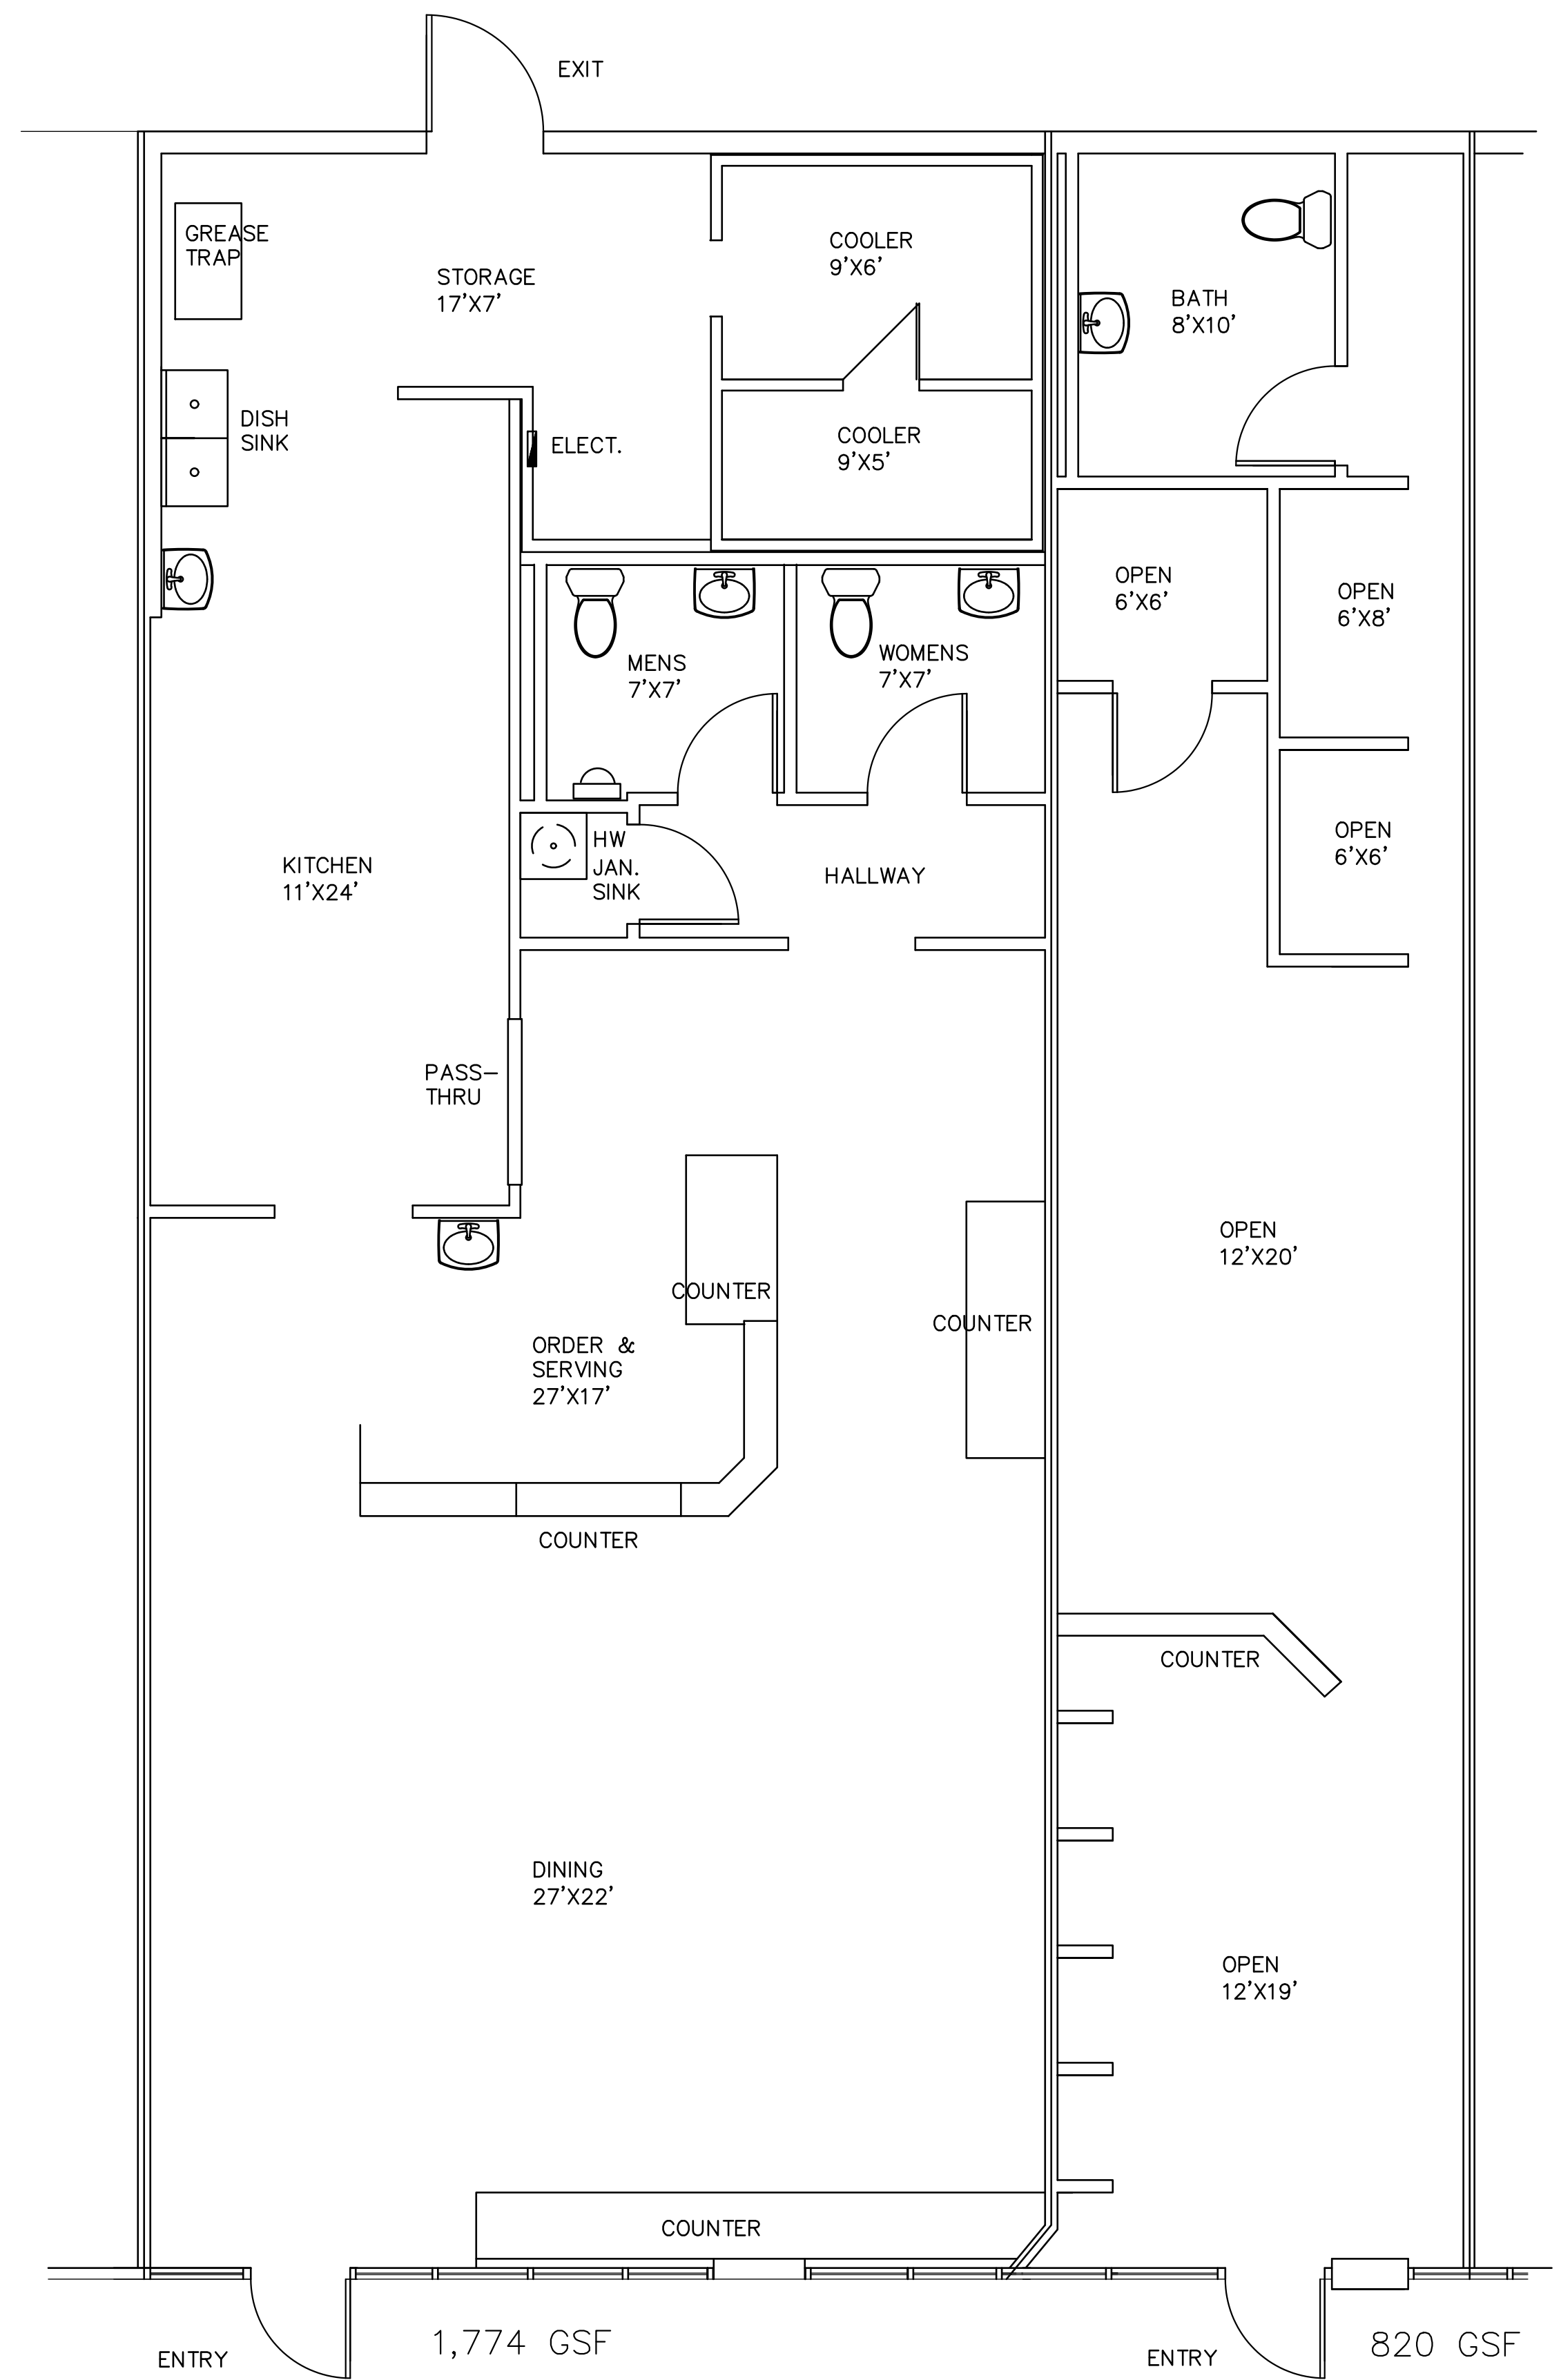 EXIT
GREASE
TRAP
STORAGE
17'X7'
COOLER
9'X6'
BATH
8'X10'
DISH
SINK
ELECT.
COOLER
9'X5'
OPEN
6'X6'
OPEN
6'X8'
MENS
7'X7'
WOMENS
7'X7'
HW
JAN.
SINK
HALLWAY
OPEN
6'X6'
KITCHEN
11'X24'
PASS-
THRU
COUNTER
COUNTER
OPEN
12'X20'
ORDER &
SERVING
27'X17'
COUNTER
COUNTER
DINING
27'X22'
OPEN
12'X19'
COUNTER
ENTRY
1,774 GSF
ENTRY
820 GSF